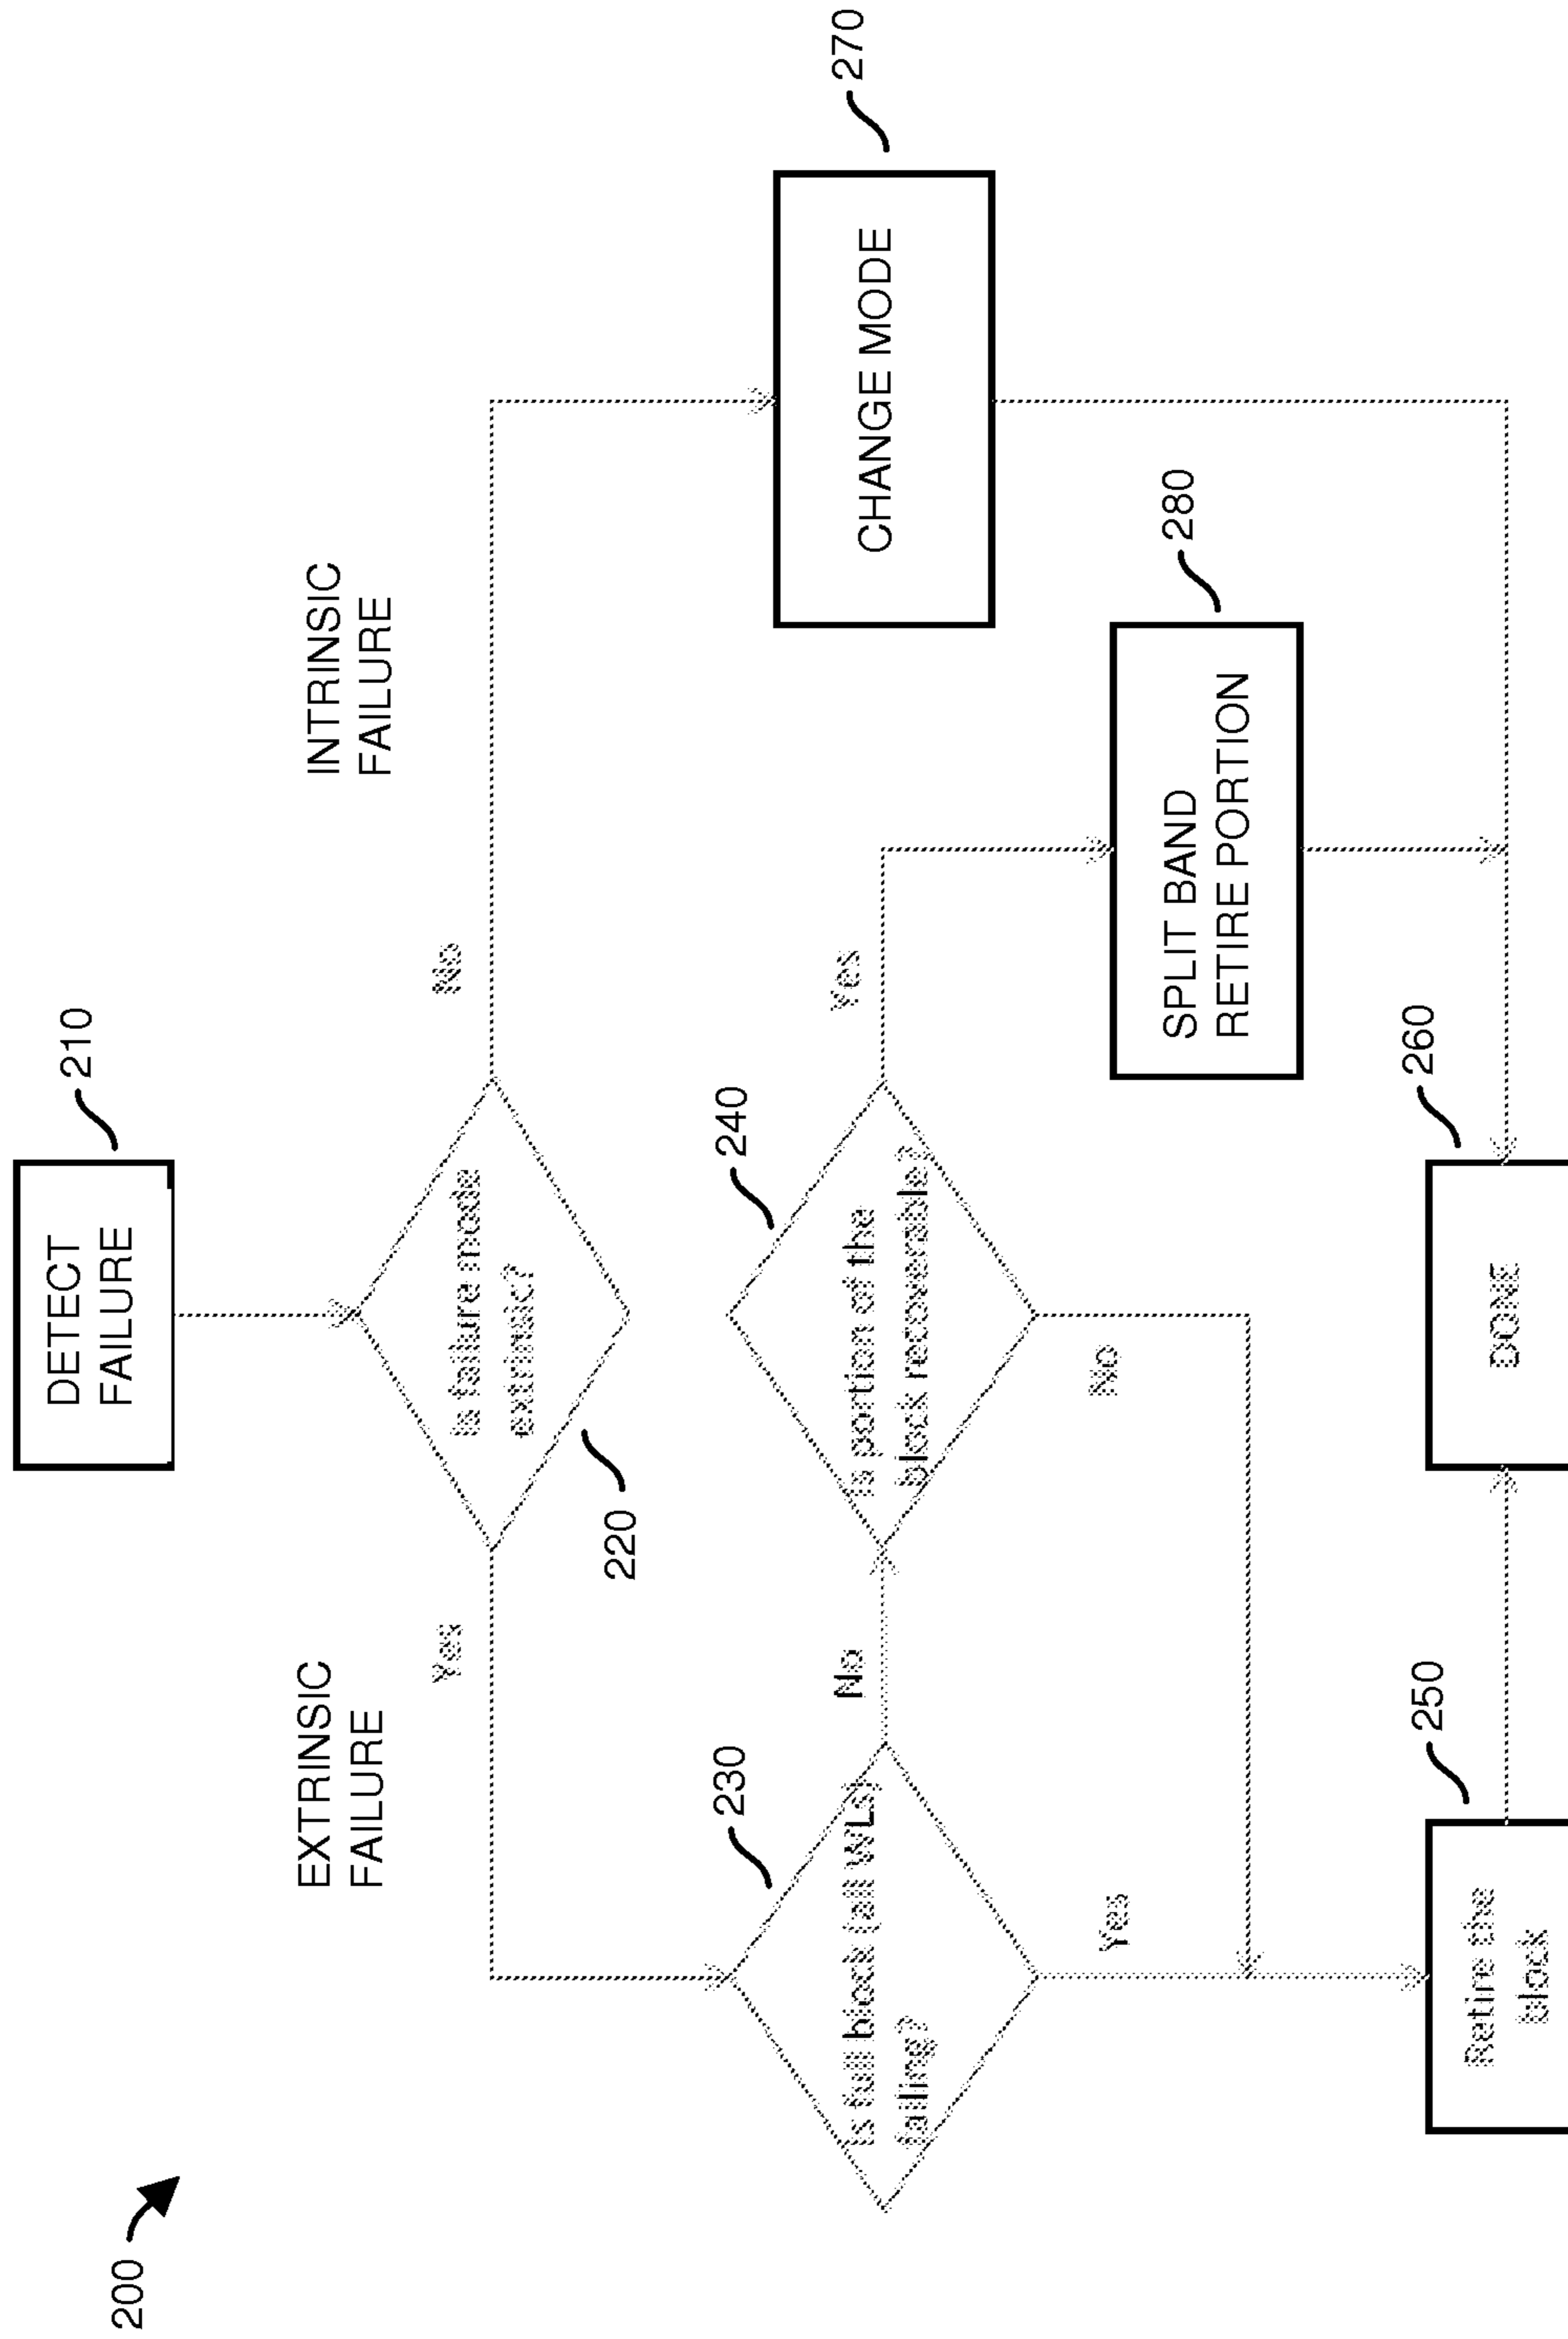 200
DETECT
FAILURE
210
EXTRINSIC
FAILURE
INTRINSIC
FAILURE
Yes
Is failure mode
extrinsic?
No
220
230
Is full block (all WLs)
failing?
No
240
Is portion of the
block recoverable?
Yes
270
CHANGE MODE
Yes
No
280
SPLIT BAND
RETIRE PORTION
250
Retire the
block
260
DONE